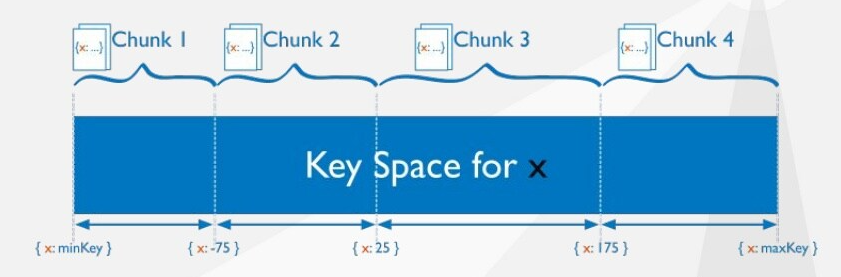 {x: ...} Chunk 1 {x: ...} Chunk 2 {x: ...} Chunk 3 {x: ...} Chunk 4
Key Space for x
{ x: minKey } { x: -75 } { x: 25 } { x: 175 } { x: maxKey }